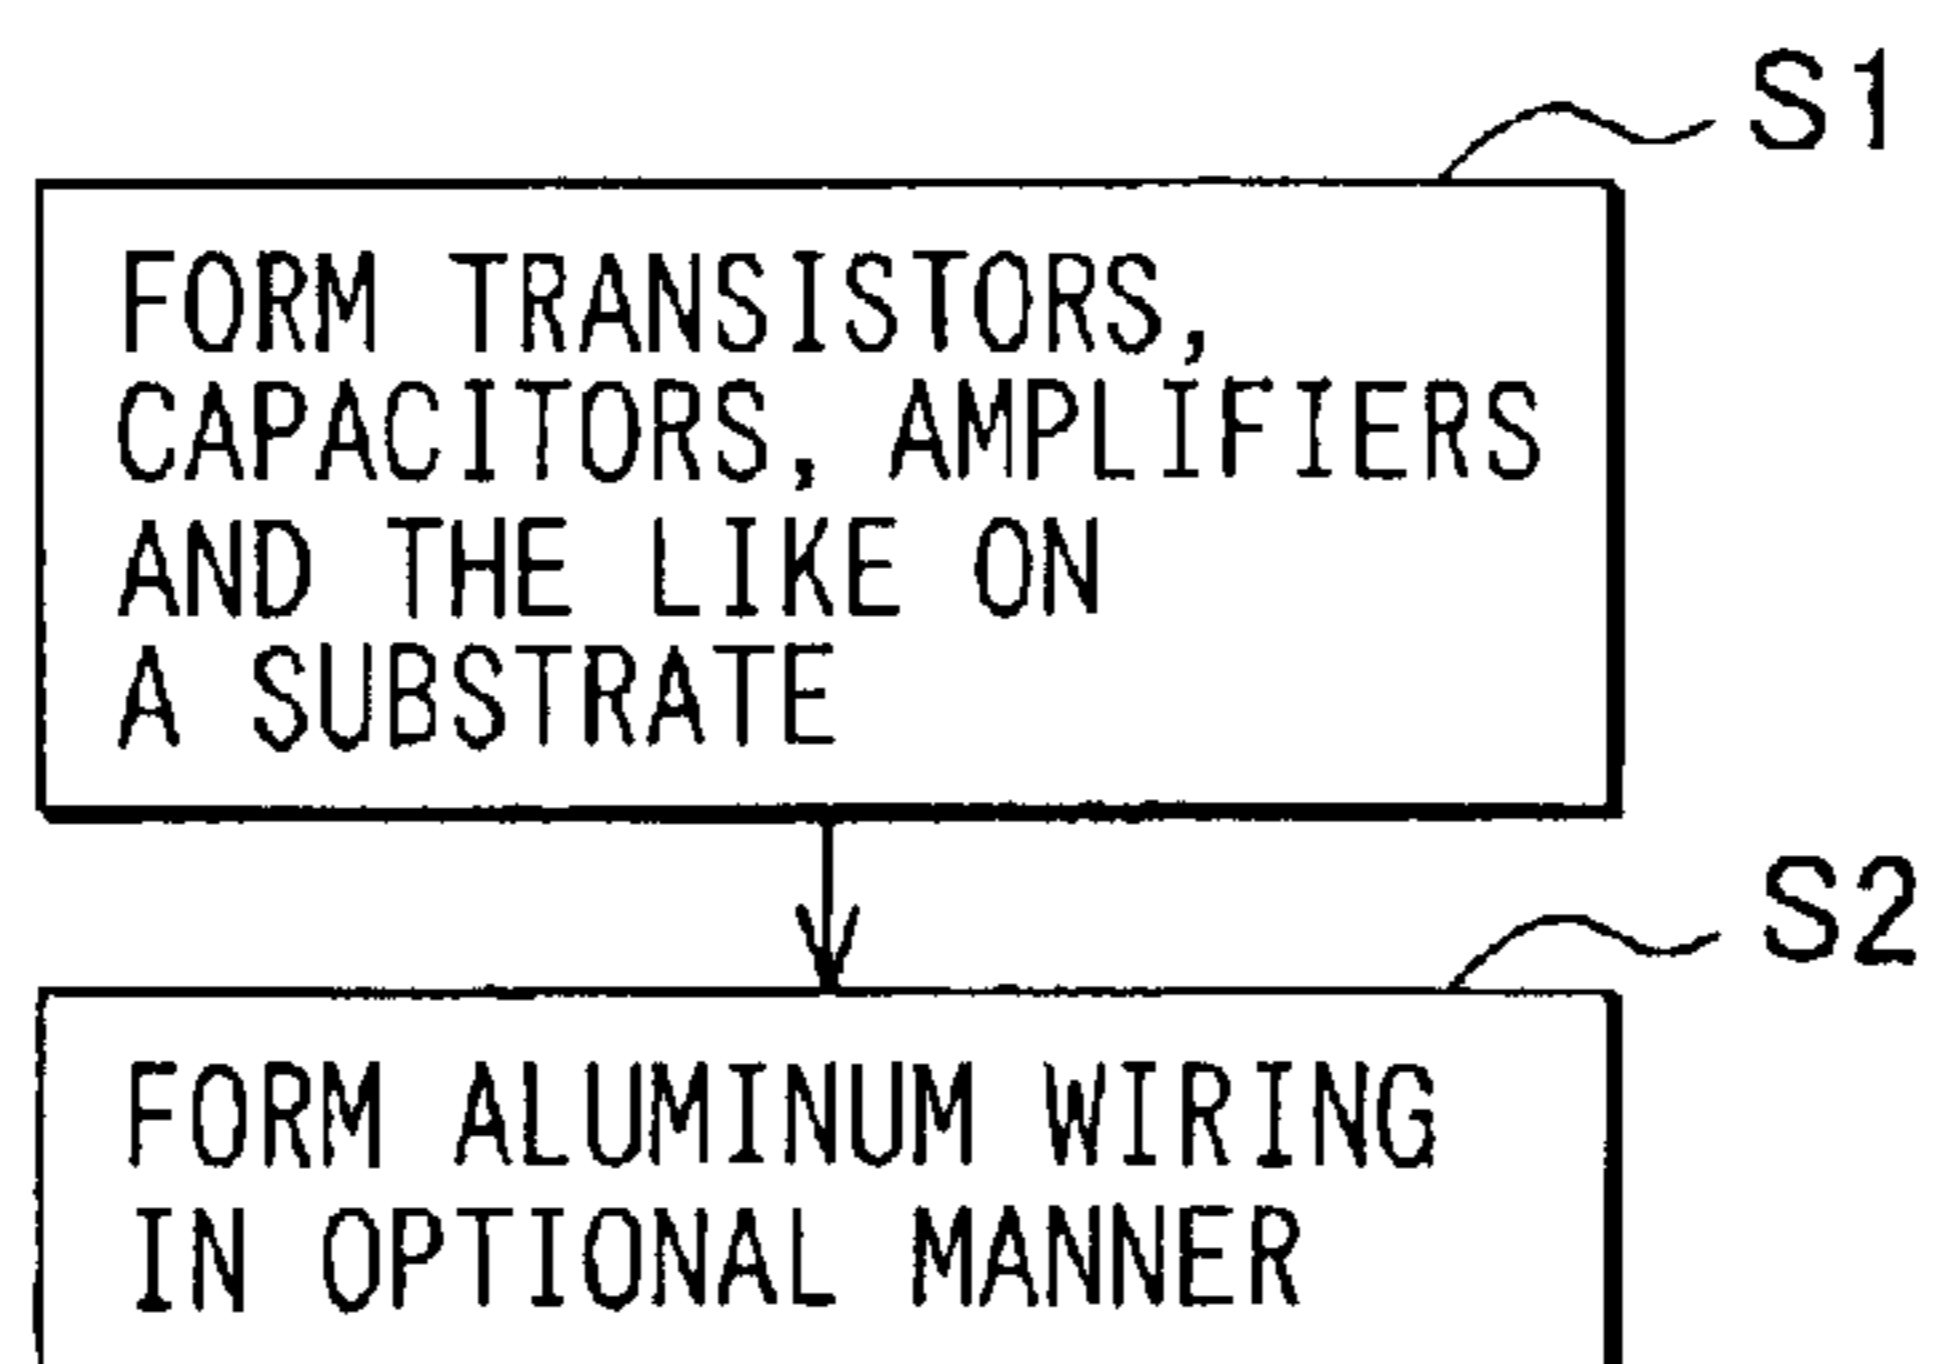 S1
FORM TRANSISTORS,
CAPACITORS, AMPLIFIERS
AND THE LIKE ON
A SUBSTRATE
S2
FORM ALUMINUM WIRING
IN OPTIONAL MANNER